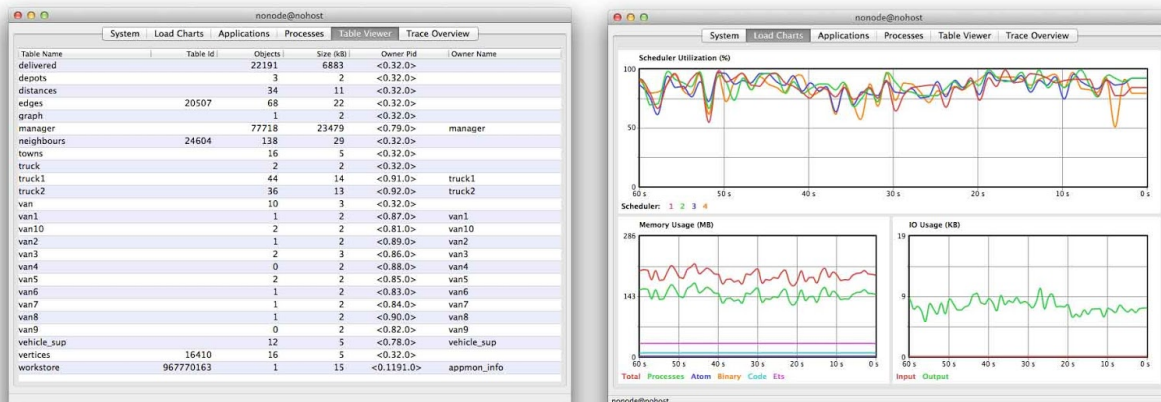 nonode@nohost
System Load Charts Applications Processes Table Viewer Trace Overview
Table Name Table Id Objects Size (kB) Owner Pid Owner Name
delivered 22191 6883 <0.32.0>
depots 3 2 <0.32.0>
distances 34 11 <0.32.0>
edges 20507 68 22 <0.32.0>
graph 1 2 <0.32.0>
manager 77718 23479 <0.79.0> manager
neighbours 24604 138 29 <0.32.0>
towns 16 5 <0.32.0>
truck 2 2 <0.32.0>
truck1 44 14 <0.91.0> truck1
truck2 36 13 <0.92.0> truck2
van 10 3 <0.32.0>
van1 1 2 <0.87.0> van1
van10 2 2 <0.81.0> van10
van2 1 2 <0.89.0> van2
van3 2 3 <0.86.0> van3
van4 0 2 <0.88.0> van4
van5 2 2 <0.85.0> van5
van6 1 2 <0.83.0> van6
van7 1 2 <0.84.0> van7
van8 1 2 <0.90.0> van8
van9 0 2 <0.82.0> van9
vehicle_sup 12 5 <0.78.0> vehicle_sup
vertices 16410 16 5 <0.32.0>
workstore 967770163 1 15 <0.1191.0> appmon_info
nonode@nohost
System Load Charts Applications Processes Table Viewer Trace Overview
Scheduler Utilization (%)
100
50
0
60 s 50 s 40 s 30 s 20 s 10 s 0 s
Scheduler: 1 2 3 4
Memory Usage (MB)
286
143
0
60 s 50 s 40 s 30 s 20 s 10 s 0 s
Total Processes Atom Binary Code Ets
IO Usage (KB)
19
9
0
60 s 50 s 40 s 30 s 20 s 10 s 0 s
Input Output
nonode@nohost